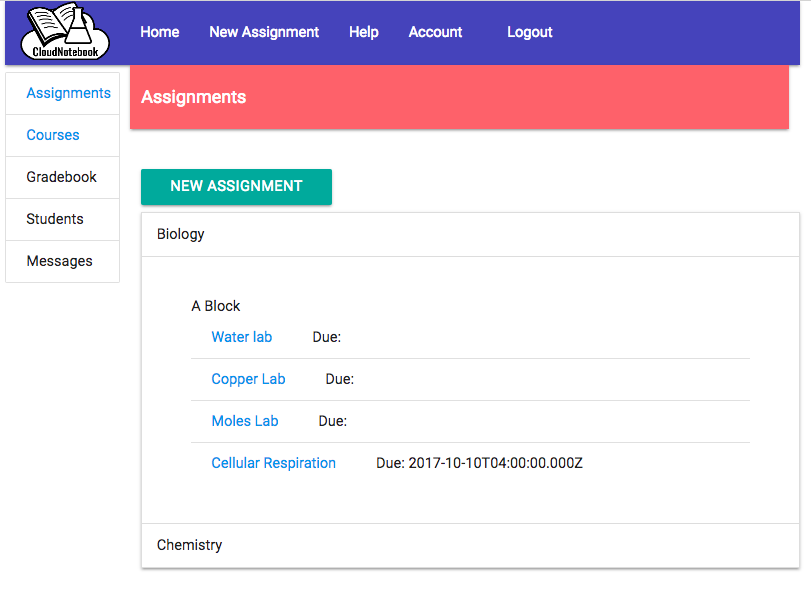 CloudNotebook
Home New Assignment Help Account Logout
Assignments
Courses
Gradebook
Students
Messages
Assignments
NEW ASSIGNMENT
Biology
A Block
Water lab Due:
Copper Lab Due:
Moles Lab Due:
Cellular Respiration Due: 2017-10-10T04:00:00.000Z
Chemistry